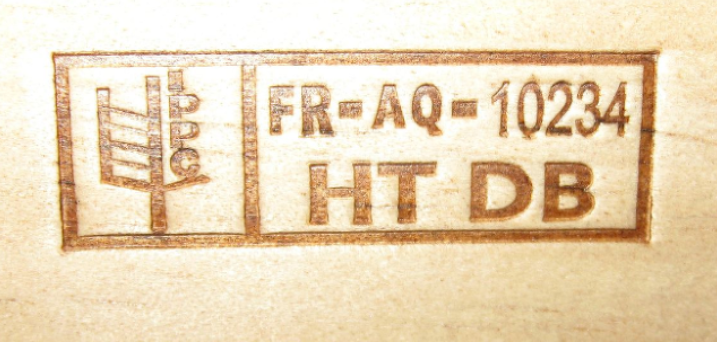 IPPC
FR-AQ-10234
HT DB